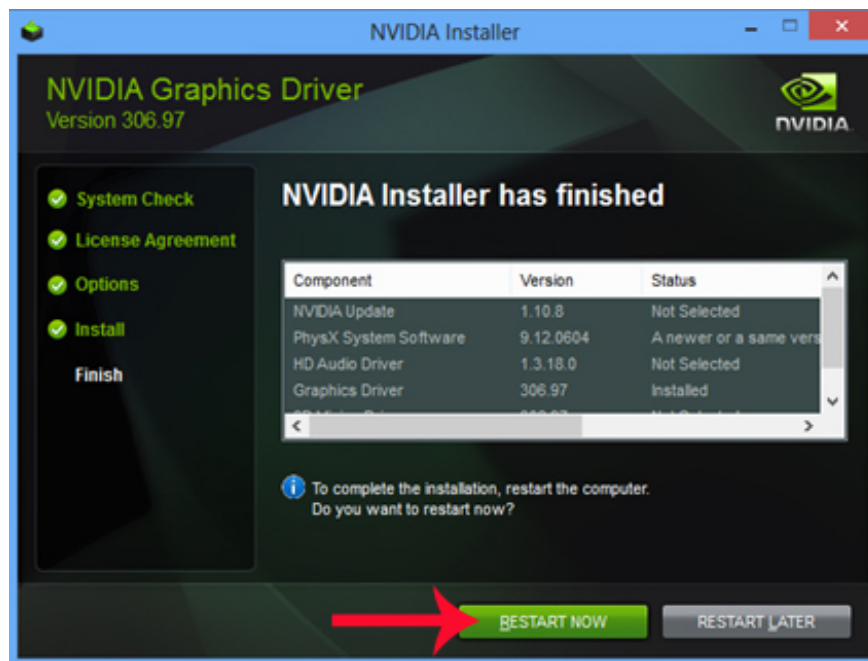 NVIDIA Installer
NVIDIA Graphics Driver
Version 306.97
NVIDIA
System Check
License Agreement
Options
Install
Finish
NVIDIA Installer has finished
Component Version Status
NVIDIA Update 1.10.8 Not Selected
PhysX System Software 9.12.0604 A newer or a same vers
HD Audio Driver 1.3.18.0 Not Selected
Graphics Driver 306.97 Installed
To complete the installation, restart the computer.
Do you want to restart now?
RESTART NOW RESTART LATER